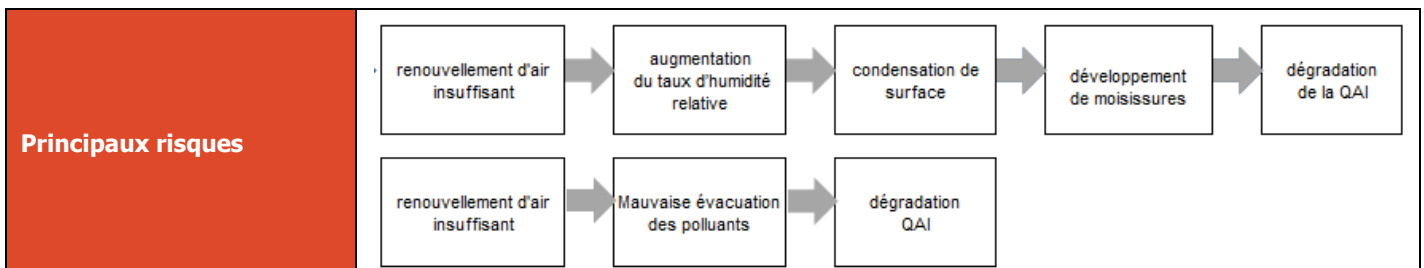 Principaux risques
renouvellement d'air
insuffisant
augmentation
du taux d'humidité
relative
condensation de
surface
développement
de moisissures
dégradation
de la QAI
renouvellement d'air
insuffisant
Mauvaise évacuation
des polluants
dégradation
QAI